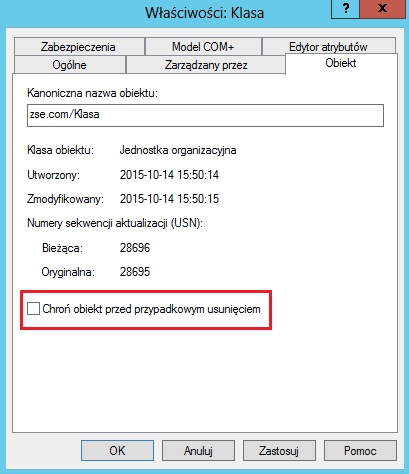 Właściwości: Klasa
? x
Zabezpieczenia Model COM+ Edytor atrybutów
Ogólne Zarządzany przez Obiekt
Kanoniczna nazwa obiektu:
zse.com/Klasa
Klasa obiektu: Jednostka organizacyjna
Utworzony: 2015-10-14 15:50:14
Zmodyfikowany: 2015-10-14 15:50:15
Numery sekwencji aktualizacji (USN):
Bieżąca: 28696
Oryginalna: 28695
Chroń obiekt przed przypadkowym usunięciem
OK Anuluj Zastosuj Pomoc